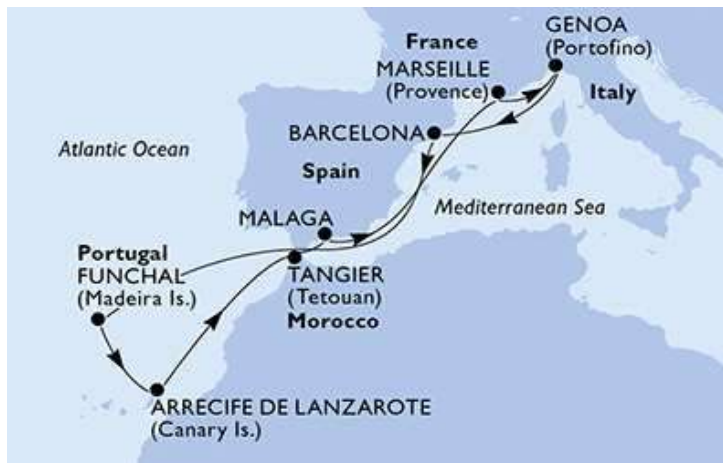 GENOA
(Portofino)
France
MARSEILLE
(Provence)
Italy
BARCELONA
Atlantic Ocean
Spain
Mediterranean Sea
MALAGA
Portugal
FUNCHAL
(Madeira Is.)
TANGIER
(Tetouan)
Morocco
ARRECIFE DE LANZAROTE
(Canary Is.)